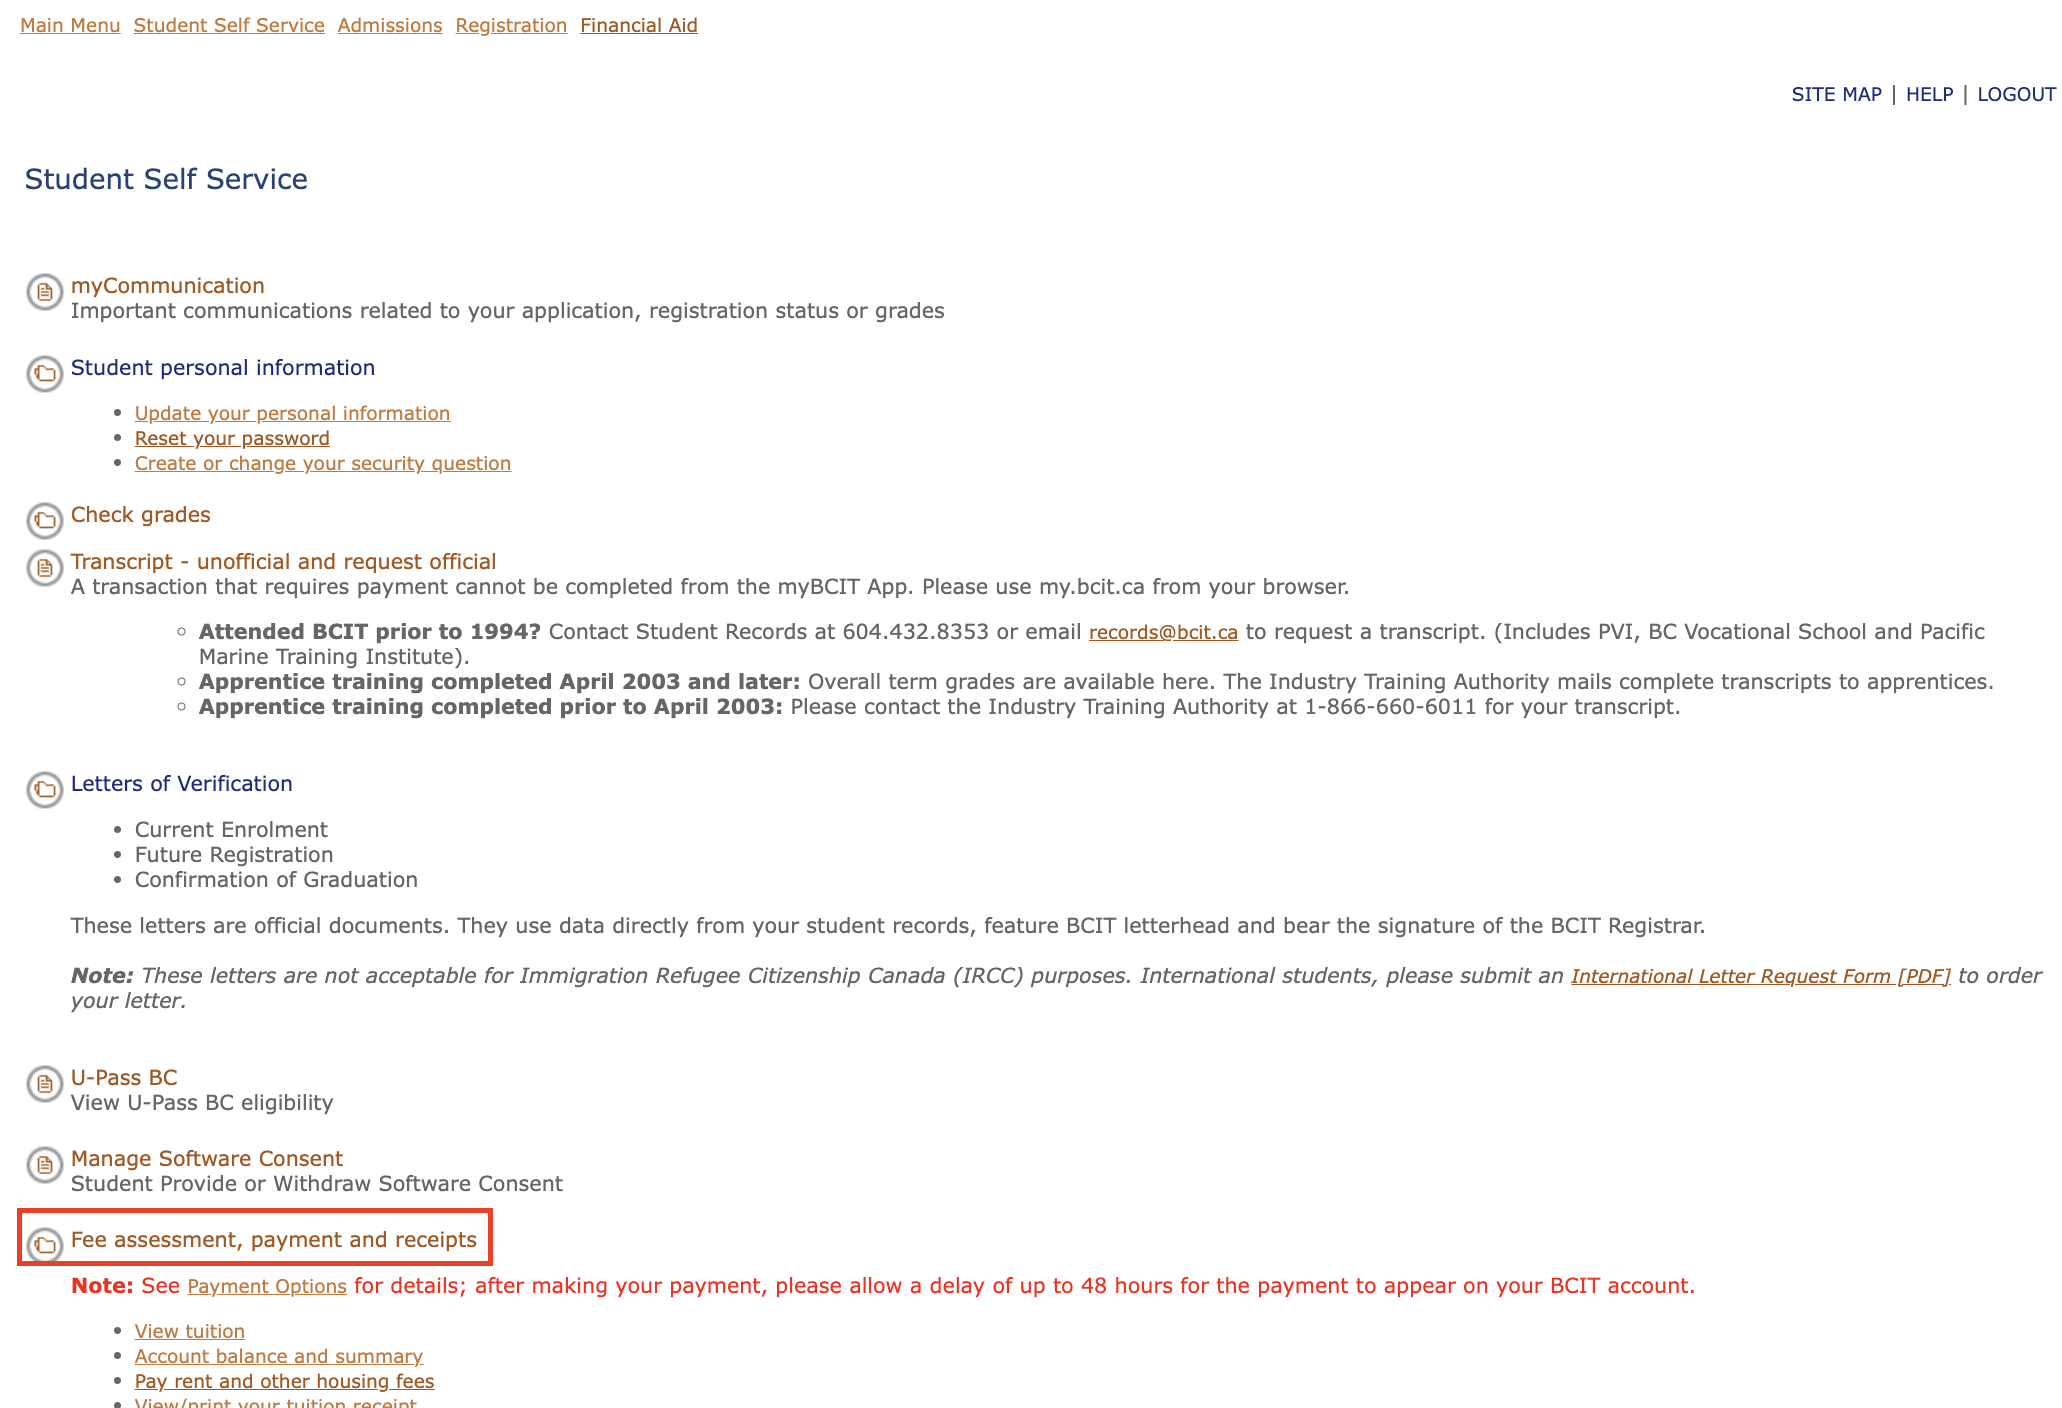 Main Menu Student Self Service Admissions Registration Financial Aid
SITE MAP | HELP | LOGOUT
Student Self Service
myCommunication
Important communications related to your application, registration status or grades
Student personal information
• Update your personal information
• Reset your password
• Create or change your security question
Check grades
Transcript - unofficial and request official
A transaction that requires payment cannot be completed from the myBCIT App. Please use my.bcit.ca from your browser.
◦ Attended BCIT prior to 1994? Contact Student Records at 604.432.8353 or email records@bcit.ca to request a transcript. (Includes PVI, BC Vocational School and Pacific
Marine Training Institute).
◦ Apprentice training completed April 2003 and later: Overall term grades are available here. The Industry Training Authority mails complete transcripts to apprentices.
◦ Apprentice training completed prior to April 2003: Please contact the Industry Training Authority at 1-866-660-6011 for your transcript.
Letters of Verification
• Current Enrolment
• Future Registration
• Confirmation of Graduation
These letters are official documents. They use data directly from your student records, feature BCIT letterhead and bear the signature of the BCIT Registrar.
Note: These letters are not acceptable for Immigration Refugee Citizenship Canada (IRCC) purposes. International students, please submit an International Letter Request Form [PDF] to order
your letter.
U-Pass BC
View U-Pass BC eligibility
Manage Software Consent
Student Provide or Withdraw Software Consent
Fee assessment, payment and receipts
Note: See Payment Options for details; after making your payment, please allow a delay of up to 48 hours for the payment to appear on your BCIT account.
• View tuition
• Account balance and summary
• Pay rent and other housing fees
• View/print your tuition receipt